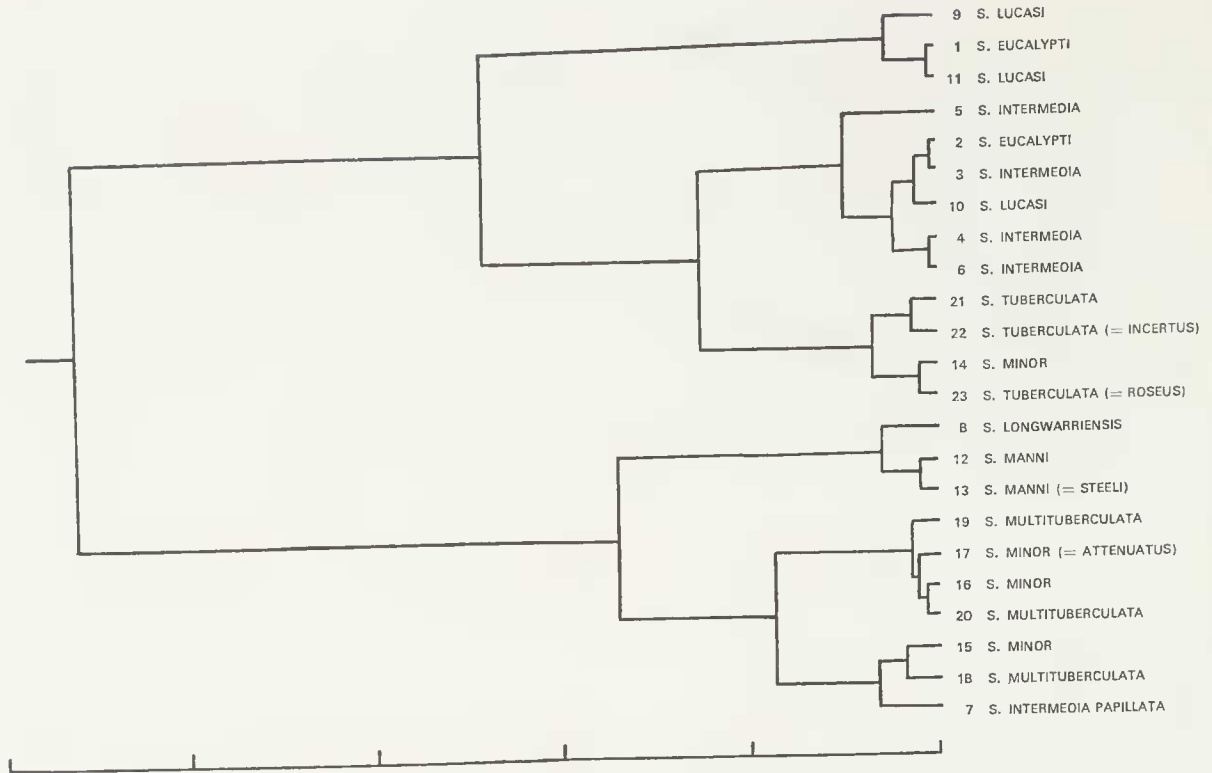 9 S. LUCASI
1 S. EUCALYPTI
11 S. LUCASI
5 S. INTERMEDIA
2 S. EUCALYPTI
3 S. INTERMEDIA
10 S. LUCASI
4 S. INTERMEDIA
6 S. INTERMEDIA
21 S. TUBERCULATA
22 S. TUBERCULATA (= INCERTUS)
14 S. MINOR
23 S. TUBERCULATA (= ROSEUS)
8 S. LONGWARRIENSIS
12 S. MANNI
13 S. MANNI (= STEELI)
19 S. MULTITUBERCULATA
17 S. MINOR (= ATTENUATUS)
16 S. MINOR
20 S. MULTITUBERCULATA
15 S. MINOR
18 S. MULTITUBERCULATA
7 S. INTERMEDIA PAPILLATA